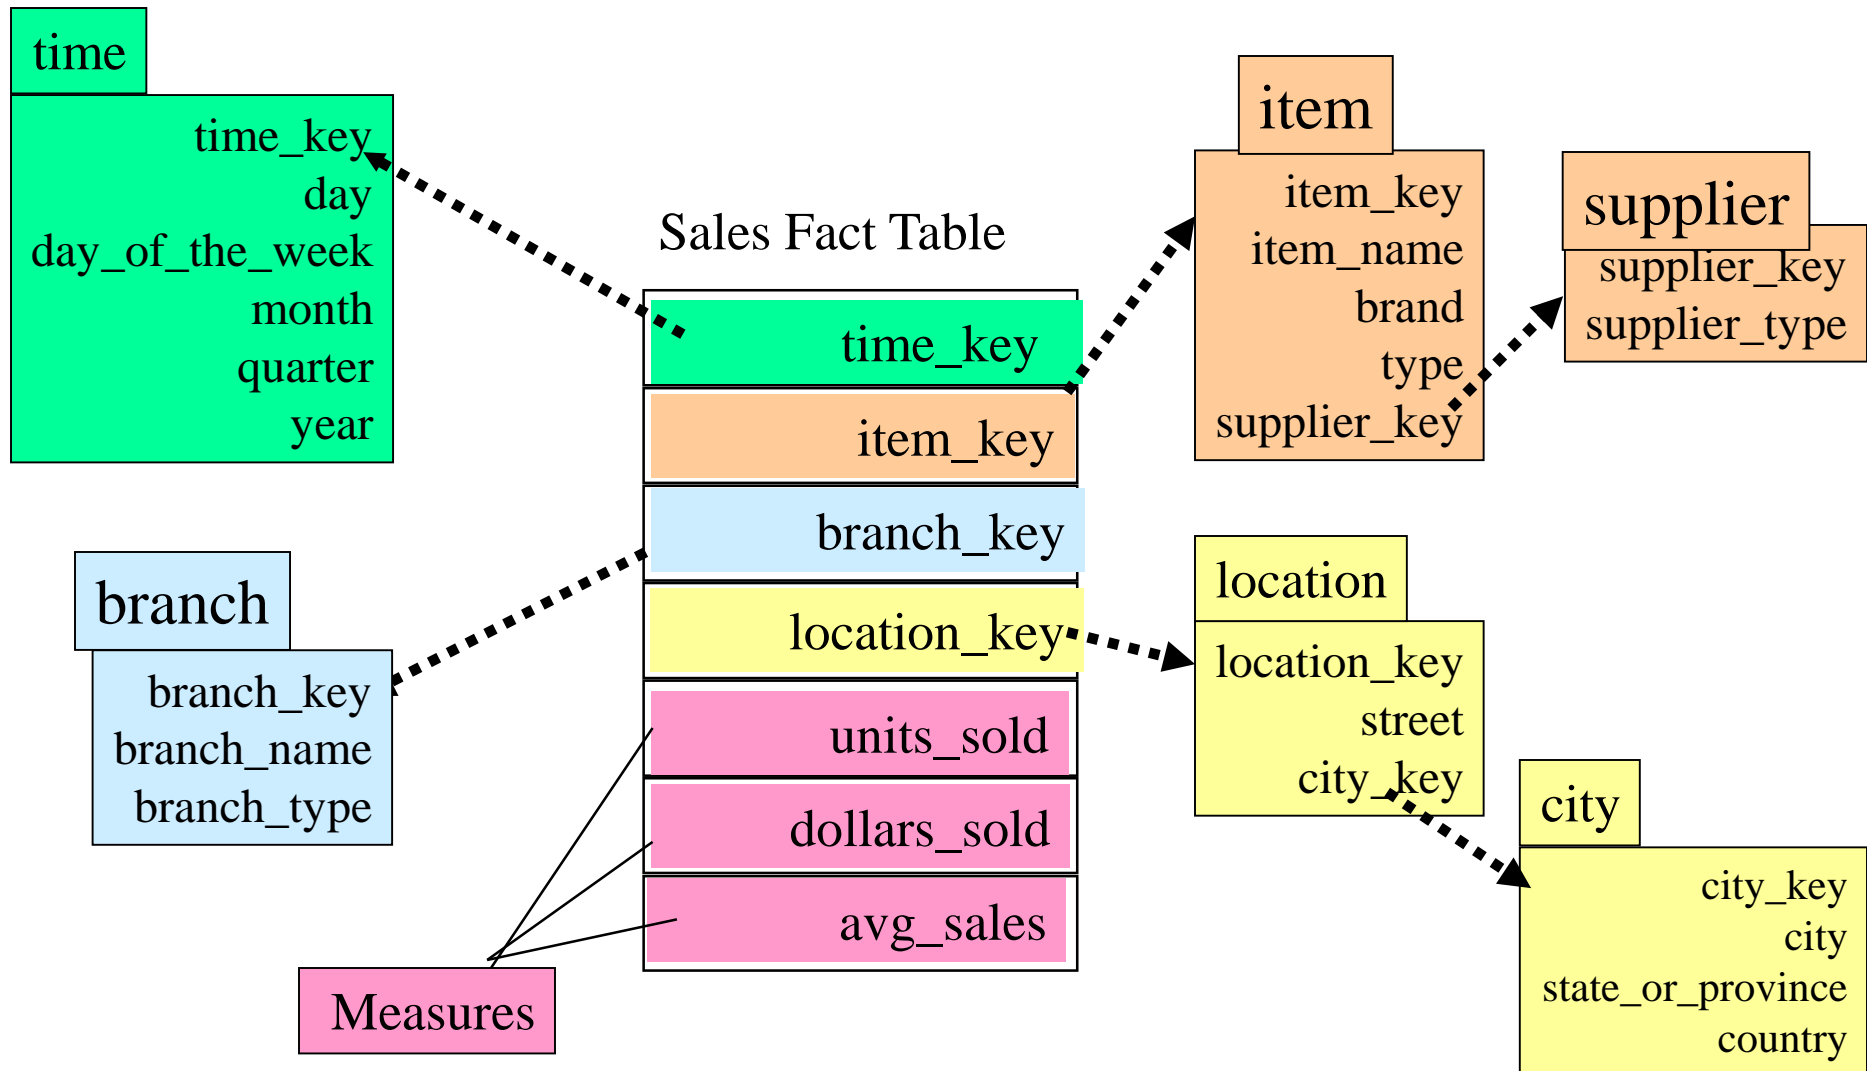 time
time_key
day
day_of_the_week
month
quarter
year
branch
branch_key
branch_name
branch_type
Sales Fact Table
time_key
item_key
branch_key
location_key
units_sold
dollars_sold
avg_sales
Measures
item
item_key
item_name
brand
type
supplier_key
supplier
supplier_key
supplier_type
location
location_key
street
city_key
city
city_key
city
state_or_province
country